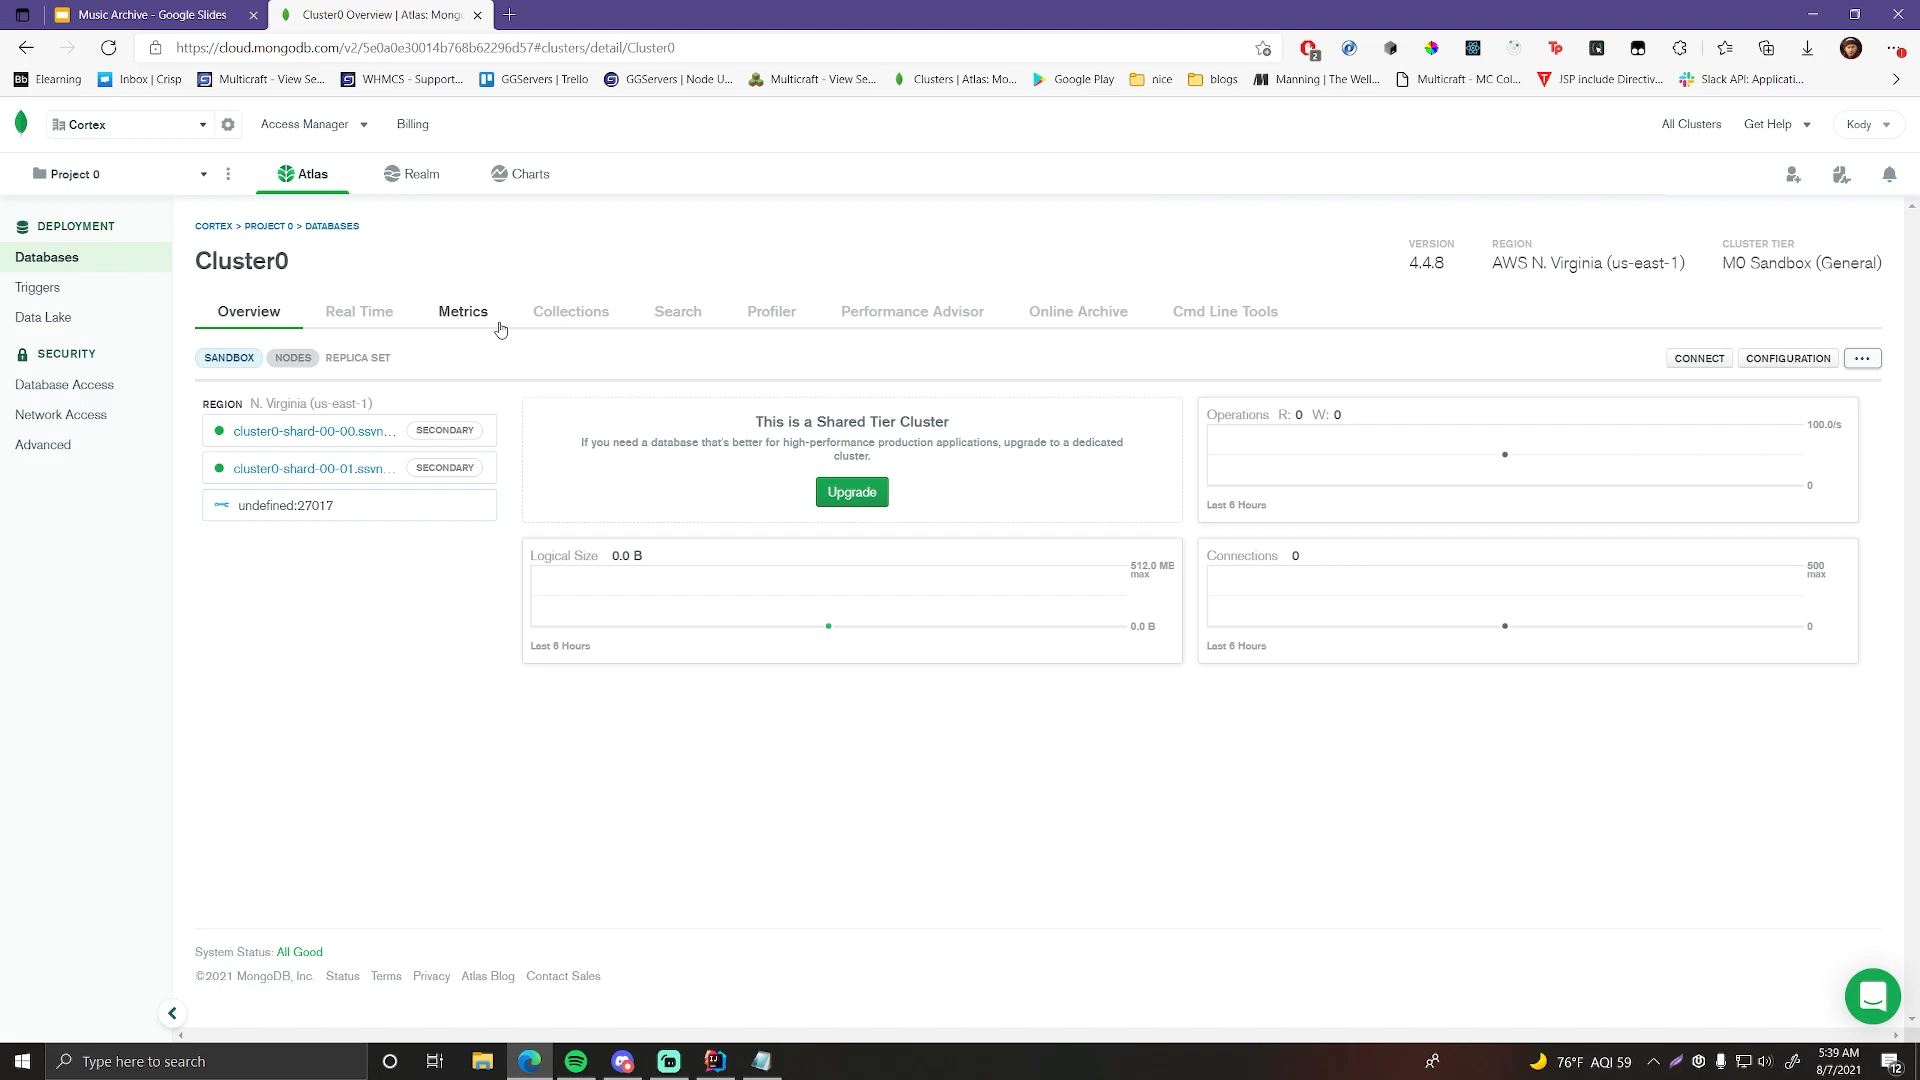 Music Archive - Google Slides
Cluster0 Overview | Atlas: Mong
https://cloud.mongodb.com/v2/5e0a0e30014b768b62296d57#clusters/detail/Cluster0
2
Bb Elearning
Inbox | Crisp
Multicraft - View Se...
WHMCS - Support...
GGServers | Trello
GGServers | Node U...
Multicraft - View Se...
Clusters | Atlas: Mo...
Google Play
nice
blogs
Manning | The Well...
Multicraft - MC Col...
JSP include Directiv...
Slack API: Applicati...
Cortex
Access Manager
Billing
All Clusters
Get Help
Kody
Project 0
Atlas
Realm
Charts
DEPLOYMENT
Databases
Triggers
Data Lake
SECURITY
Database Access
Network Access
Advanced
CORTEX > PROJECT 0 > DATABASES
Cluster0
VERSION
4.4.8
REGION
AWS N. Virginia (us-east-1)
CLUSTER TIER
M0 Sandbox (General)
Overview
Real Time
Metrics
Collections
Search
Profiler
Performance Advisor
Online Archive
Cmd Line Tools
SANDBOX
NODES
REPLICA SET
CONNECT
CONFIGURATION
...
REGION N. Virginia (us-east-1)
cluster0-shard-00-00.ssvn...
SECONDARY
cluster0-shard-00-01.ssvn...
SECONDARY
undefined:27017
This is a Shared Tier Cluster
If you need a database that's better for high-performance production applications, upgrade to a dedicated
cluster.
Upgrade
Operations R: 0 W: 0
100.0/s
0
Last 6 Hours
Logical Size 0.0 B
512.0 MB
max
0.0 B
Last 6 Hours
Connections 0
500
max
0
Last 6 Hours
System Status: All Good
©2021 MongoDB, Inc.
Status
Terms
Privacy
Atlas Blog
Contact Sales
Type here to search
76°F AQI 59
5:39 AM
8/7/2021
12